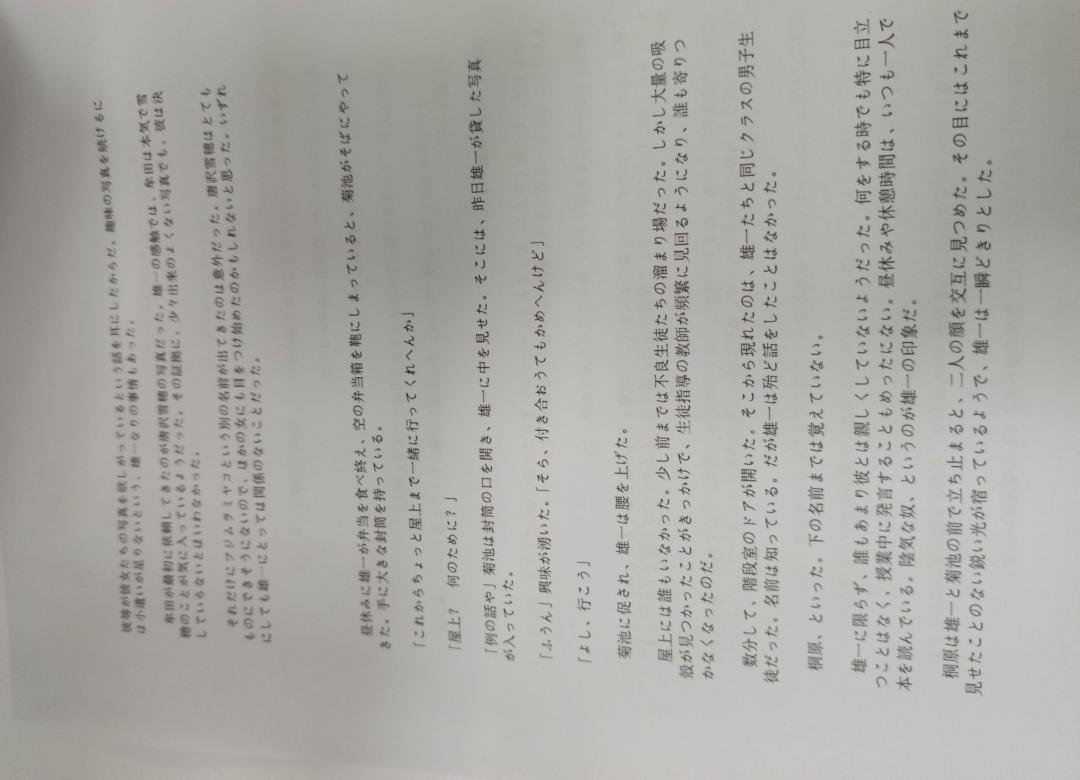 彼等が彼女たちの写真を欲しがっているという話を耳にしたからだ。趣味の写真を続けるに
は小遣いが足りないという、雄一なりの事情もあった。
牟田が最初に依頼してきたのが唐沢雪穂の写真だった。雄一の感触では、牟田は本気で雪
穂のことが気に入っているようだった。その証拠に、少々出来のよくない写真でも、彼は決
していらないとはいわなかった。
それだけにフジムラミヤコという別の名前が出てきたのは意外だった。唐沢雪穂はとても
ものにできそうにないので、ほかの女にも目をつけ始めたのかもしれないと思った。いずれ
にしても雄一にとっては関係のないことだった。
昼休みに雄一が弁当を食べ終え、空の弁当箱を鞄にしまっていると、菊池がそばにやって
きた。手に大きな封筒を持っている。
「これからちょっと屋上まで一緒に行ってくれへんか」
「屋上?　何のために?」
「例の話や」菊池は封筒の口を開き、雄一に中を見せた。そこには、昨日雄一が貸した写真
が入っていた。
「ふうん」興味が湧いた。「そら、付き合おうてもかめへんけど」
「よし、行こう」
菊池に促され、雄一は腰を上げた。
屋上には誰もいなかった。少し前までは不良生徒たちの溜まり場だった。しかし大量の吸
殻が見つかったことがきっかけで、生徒指導の教師が頻繁に見回るようになり、誰も寄りつ
かなくなったのだ。
数分して、階段室のドアが開いた。そこから現れたのは、雄一たちと同じクラスの男子生
徒だった。名前は知っている。だが雄一は殆ど話をしたことはなかった。
桐原、といった。下の名前までは覚えていない。
雄一に限らず、誰もあまり彼とは親しくしていないようだった。何をする時でも特に目立
つことはなく、授業中に発言することもめったにない。昼休みや休憩時間は、いつも一人で
本を読んでいる。陰気な奴、というのが雄一の印象だ。
桐原は雄一と菊池の前で立ち止まると、二人の顔を交互に見つめた。その目にはこれまで
見せたことのない鋭い光が宿っているようで、雄一は一瞬どきりとした。